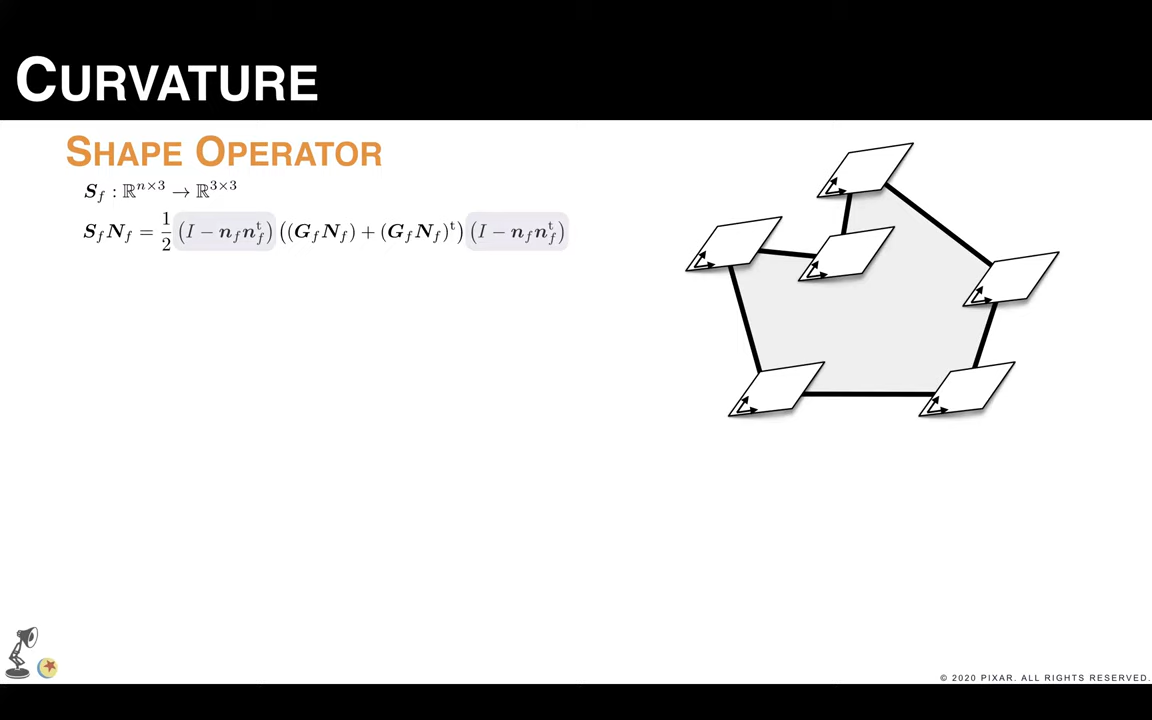 CURVATURE
SHAPE OPERATOR
S_f : ℝ^{n×3} → ℝ^{3×3}
S_f N_f = 1/2 (I − n_f n_f^t) ((G_f N_f) + (G_f N_f)^t) (I − n_f n_f^t)
© 2020 PIXAR. ALL RIGHTS RESERVED.